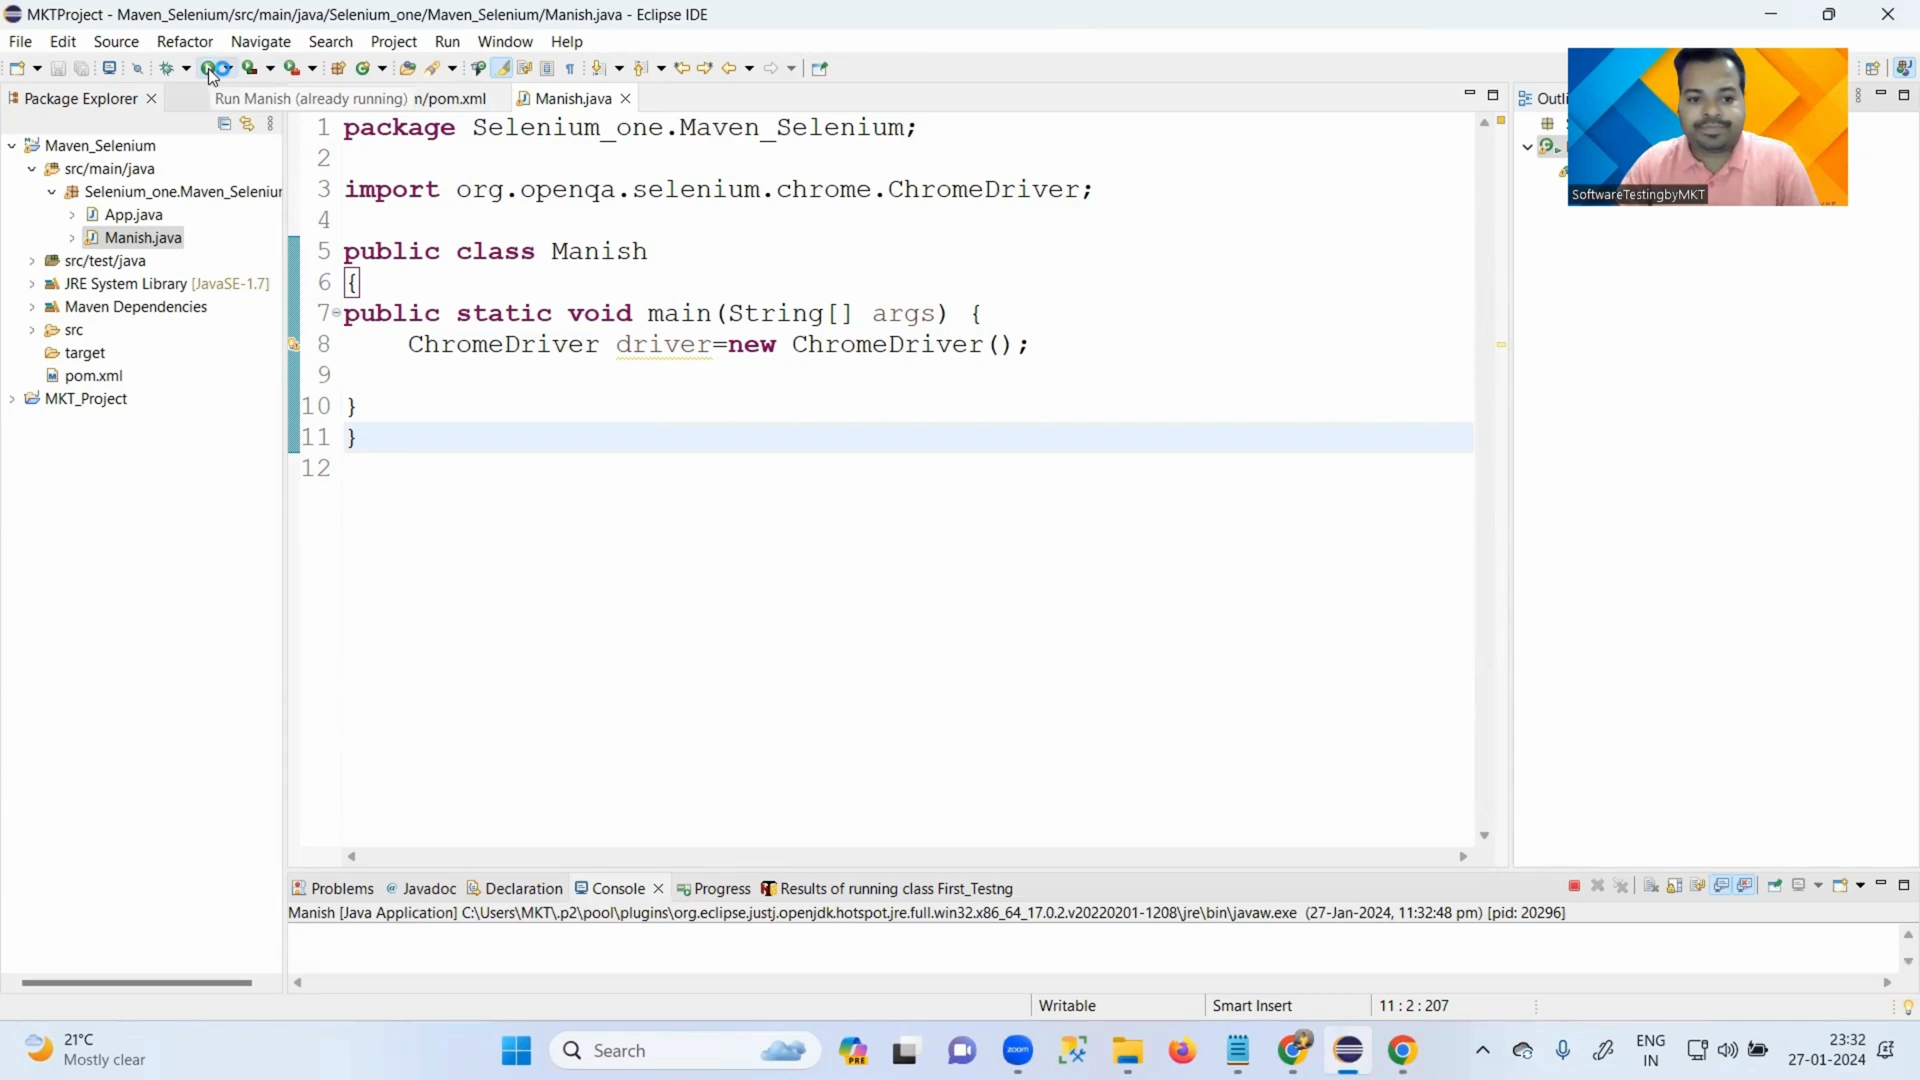 MKTProject - Maven_Selenium/src/main/java/Selenium_one/Maven_Selenium/Manish.java - Eclipse IDE
File Edit Source Refactor Navigate Search Project Run Window Help
Package Explorer
Run Manish (already running)
n/pom.xml
Manish.java
Outli
Maven_Selenium
src/main/java
Selenium_one.Maven_Seleniur
App.java
Manish.java
src/test/java
JRE System Library [JavaSE-1.7]
Maven Dependencies
src
target
pom.xml
MKT_Project
1 package Selenium_one.Maven_Selenium;
2
3 import org.openqa.selenium.chrome.ChromeDriver;
4
5 public class Manish
6 {
7 public static void main(String[] args) {
8 ChromeDriver driver=new ChromeDriver();
9
10 }
11 }
12
SoftwareTestingbyMKT
Problems Javadoc Declaration Console Progress Results of running class First_Testng
Manish [Java Application] C:\Users\MKT\.p2\pool\plugins\org.eclipse.justj.openjdk.hotspot.jre.full.win32.x86_64_17.0.2.v20220201-1208\jre\bin\javaw.exe (27-Jan-2024, 11:32:48 pm) [pid: 20296]
Writable Smart Insert 11 : 2 : 207
21°C
Mostly clear
Search
PRE
zoom
ENG
IN
23:32
27-01-2024